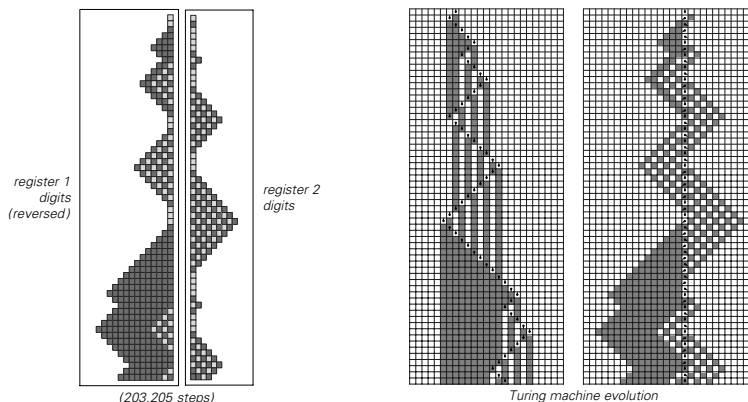 register 1
digits
(reversed)
register 2
digits
(203,205 steps)
Turing machine evolution